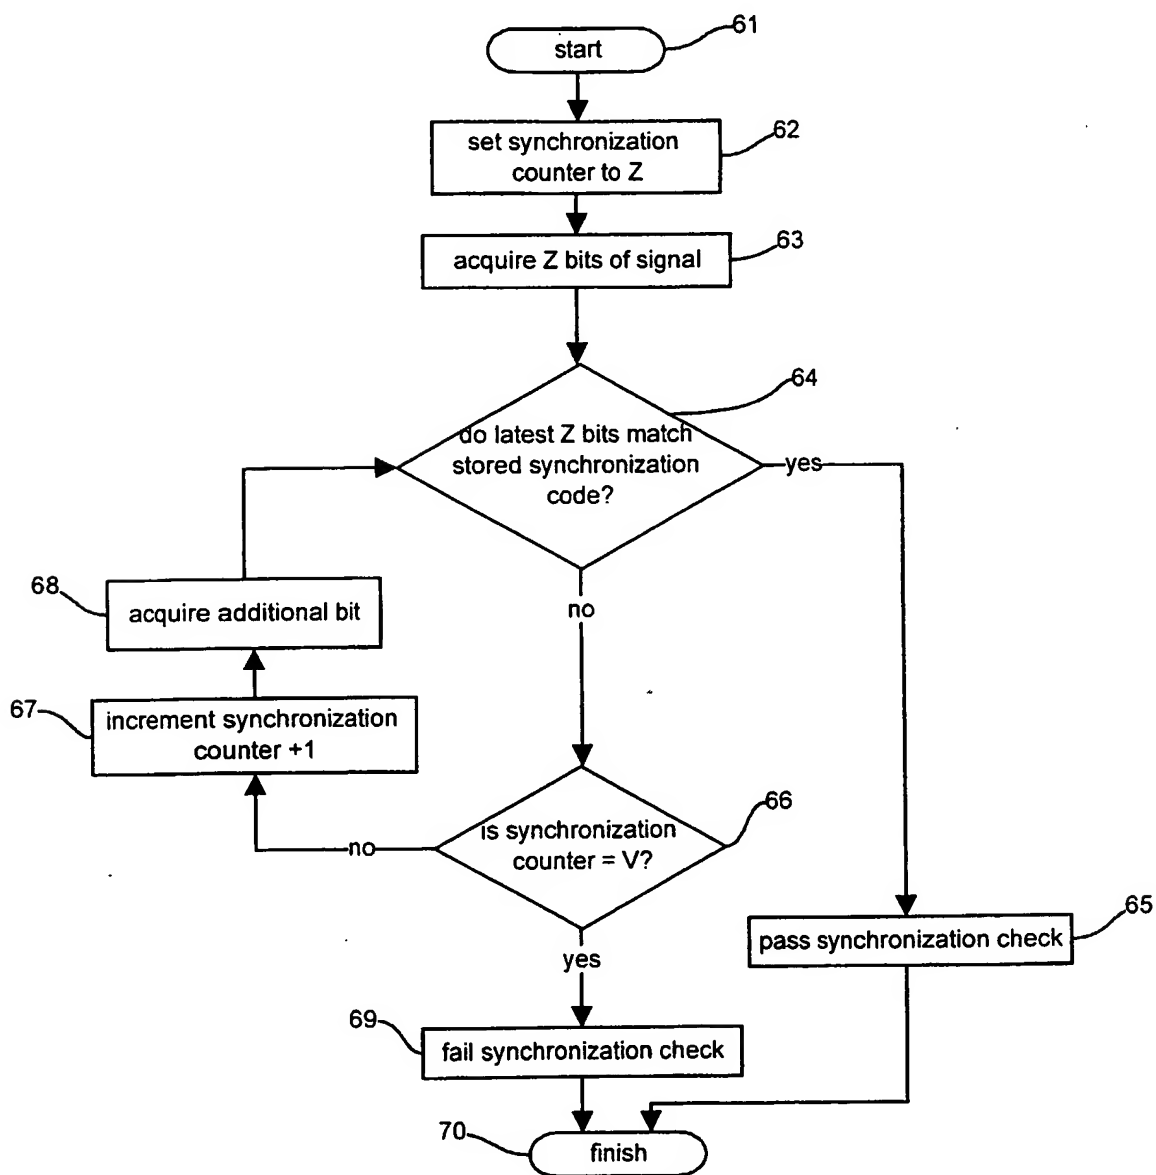 61
start
62
set synchronization
counter to Z
63
acquire Z bits of signal
64
do latest Z bits match
stored synchronization
code?
yes
68
acquire additional bit
no
67
increment synchronization
counter +1
66
is synchronization
counter = V?
no
65
pass synchronization check
yes
69
fail synchronization check
70
finish